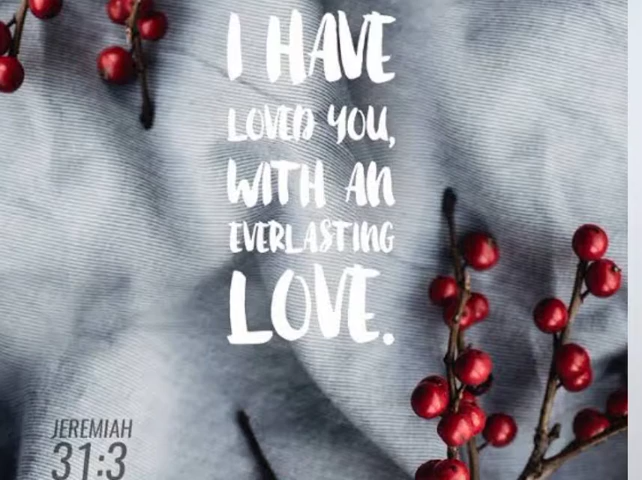 I HAVE
LOVED YOU,
WITH AN
EVERLASTING
LOVE.
JEREMIAH
31:3